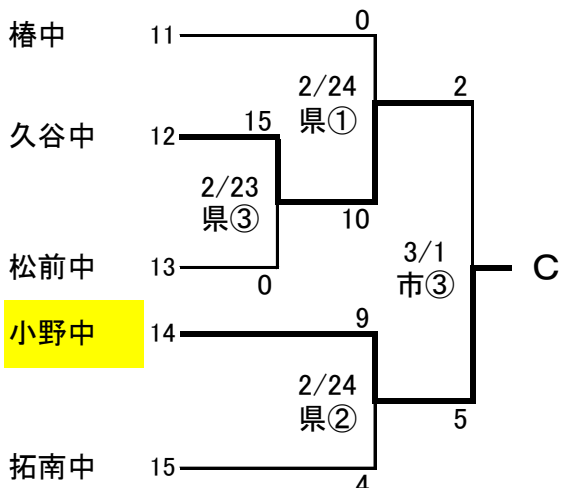 椿中 11 0
2/24 2
県①
久谷中 12 15
2/23
県③ 10
3/1
市③ C
松前中 13 0
小野中 14 9
2/24
県② 5
拓南中 15 4